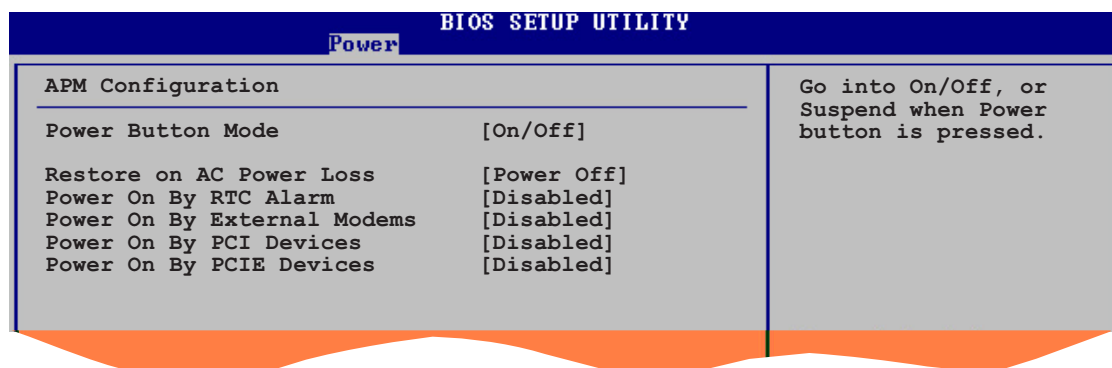 BIOS SETUP UTILITY
Power
APM Configuration
Power Button Mode [On/Off]
Restore on AC Power Loss [Power Off]
Power On By RTC Alarm [Disabled]
Power On By External Modems [Disabled]
Power On By PCI Devices [Disabled]
Power On By PCIE Devices [Disabled]
Go into On/Off, or
Suspend when Power
button is pressed.